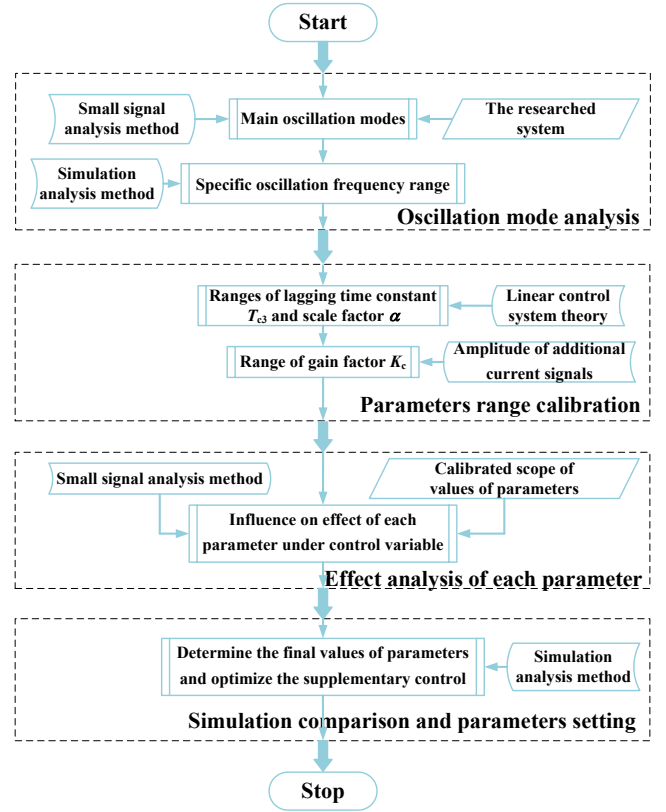 Start
Small signal
analysis method
Main oscillation modes
The researched
system
Simulation
analysis method
Specific oscillation frequency range
Oscillation mode analysis
Ranges of lagging time constant
Tc3 and scale factor α
Linear control
system theory
Range of gain factor Kc
Amplitude of additional
current signals
Parameters range calibration
Small signal analysis method
Calibrated scope of
values of parameters
Influence on effect of each
parameter under control variable
Effect analysis of each parameter
Determine the final values of parameters
and optimize the supplementary control
Simulation
analysis method
Simulation comparison and parameters setting
Stop